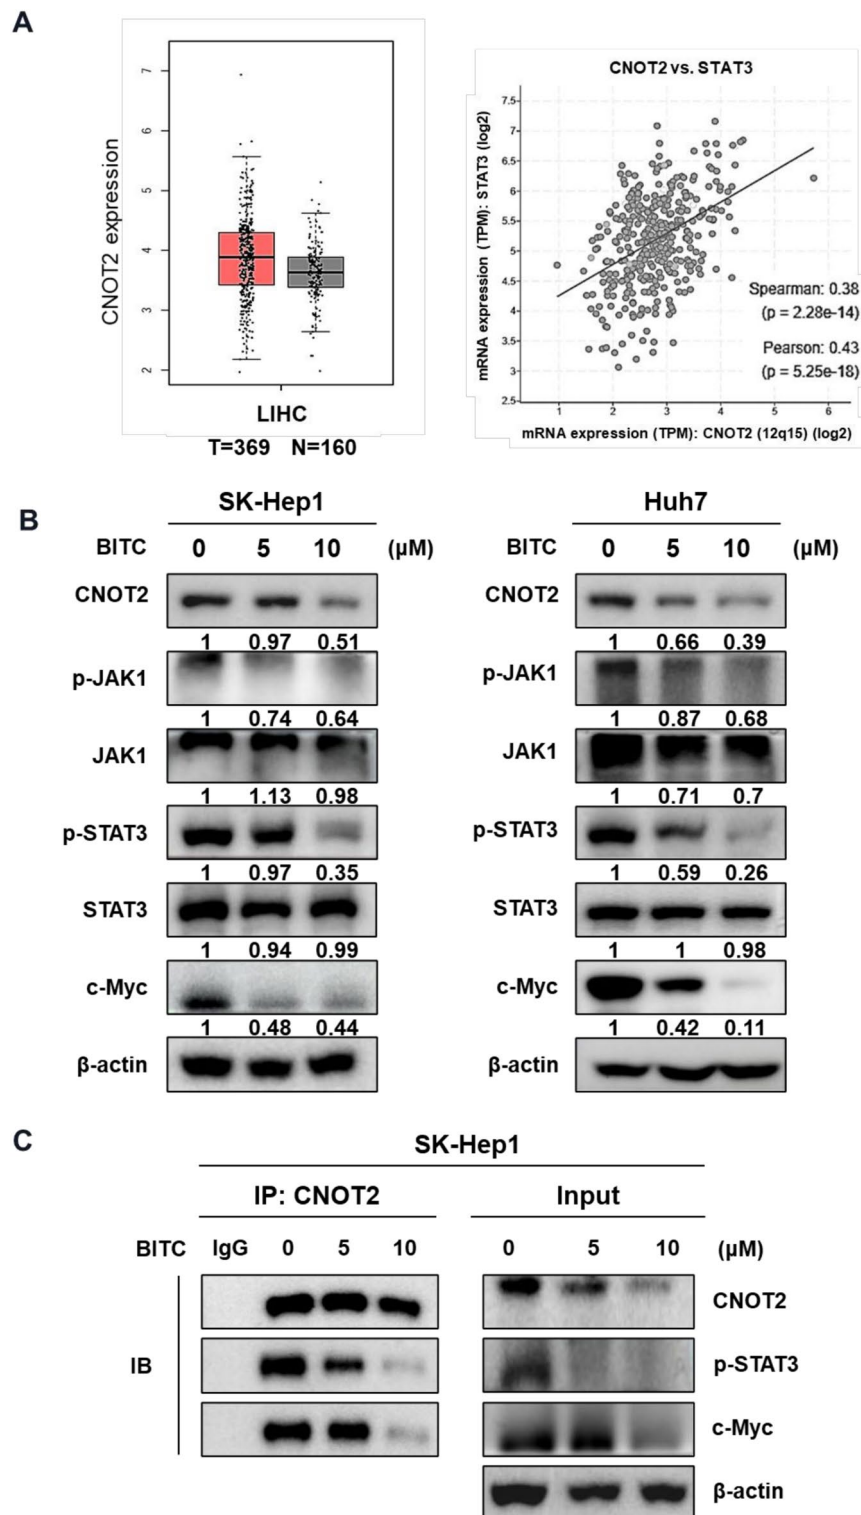 A
CNOT2 expression
7
6
5
4
3
2
LIHC
T=369 N=160
CNOT2 vs. STAT3
mRNA expression (TPM): STAT3 (log2)
7.5
7
6.5
6
5.5
5
4.5
4
3.5
3
2.5
Spearman: 0.38
(p = 2.28e-14)
Pearson: 0.43
(p = 5.25e-18)
1 2 3 4 5 6
mRNA expression (TPM): CNOT2 (12q15) (log2)
B
SK-Hep1
BITC 0 5 10 (μM)
CNOT2
1 0.97 0.51
p-JAK1
1 0.74 0.64
JAK1
1 1.13 0.98
p-STAT3
1 0.97 0.35
STAT3
1 0.94 0.99
c-Myc
1 0.48 0.44
β-actin
Huh7
BITC 0 5 10 (μM)
CNOT2
1 0.66 0.39
p-JAK1
1 0.87 0.68
JAK1
1 0.71 0.7
p-STAT3
1 0.59 0.26
STAT3
1 1 0.98
c-Myc
1 0.42 0.11
β-actin
C
SK-Hep1
IP: CNOT2 Input
BITC IgG 0 5 10 0 5 10 (μM)
CNOT2
IB p-STAT3
c-Myc
β-actin